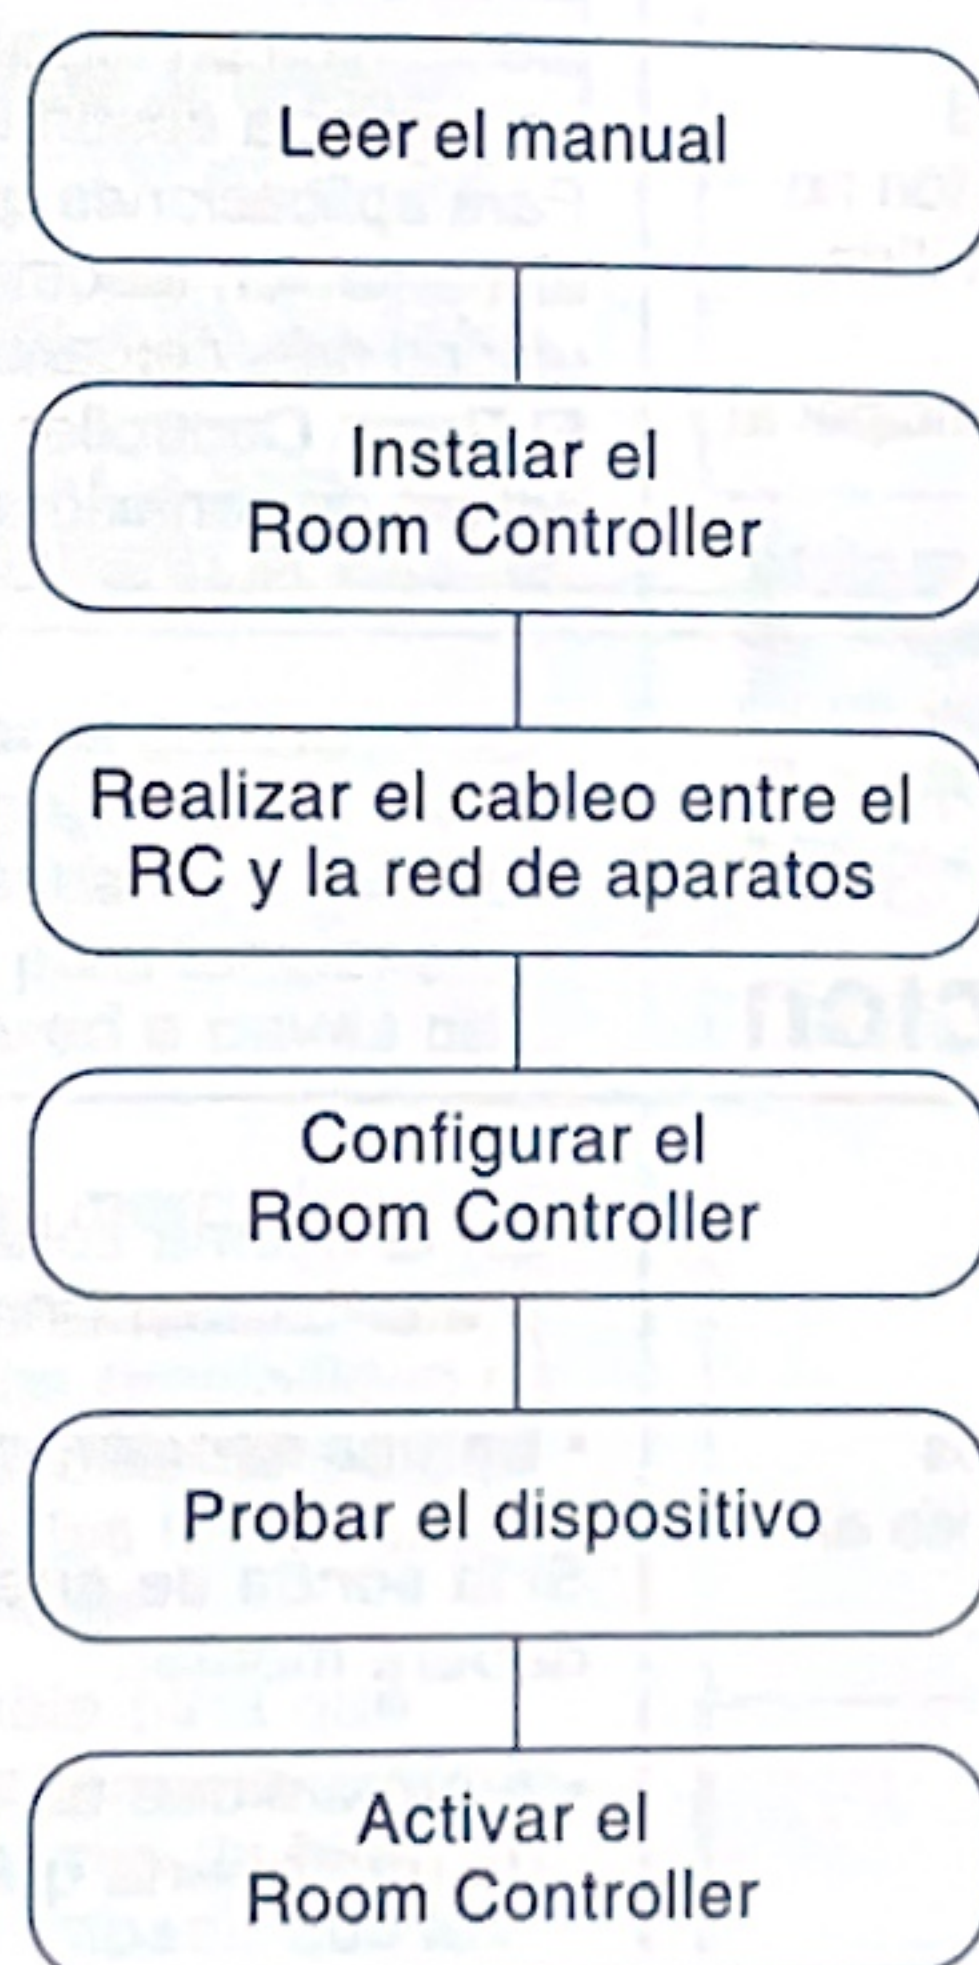 Leer el manual
Instalar el
Room Controller
Realizar el cableo entre el
RC y la red de aparatos
Configurar el
Room Controller
Probar el dispositivo
Activar el
Room Controller